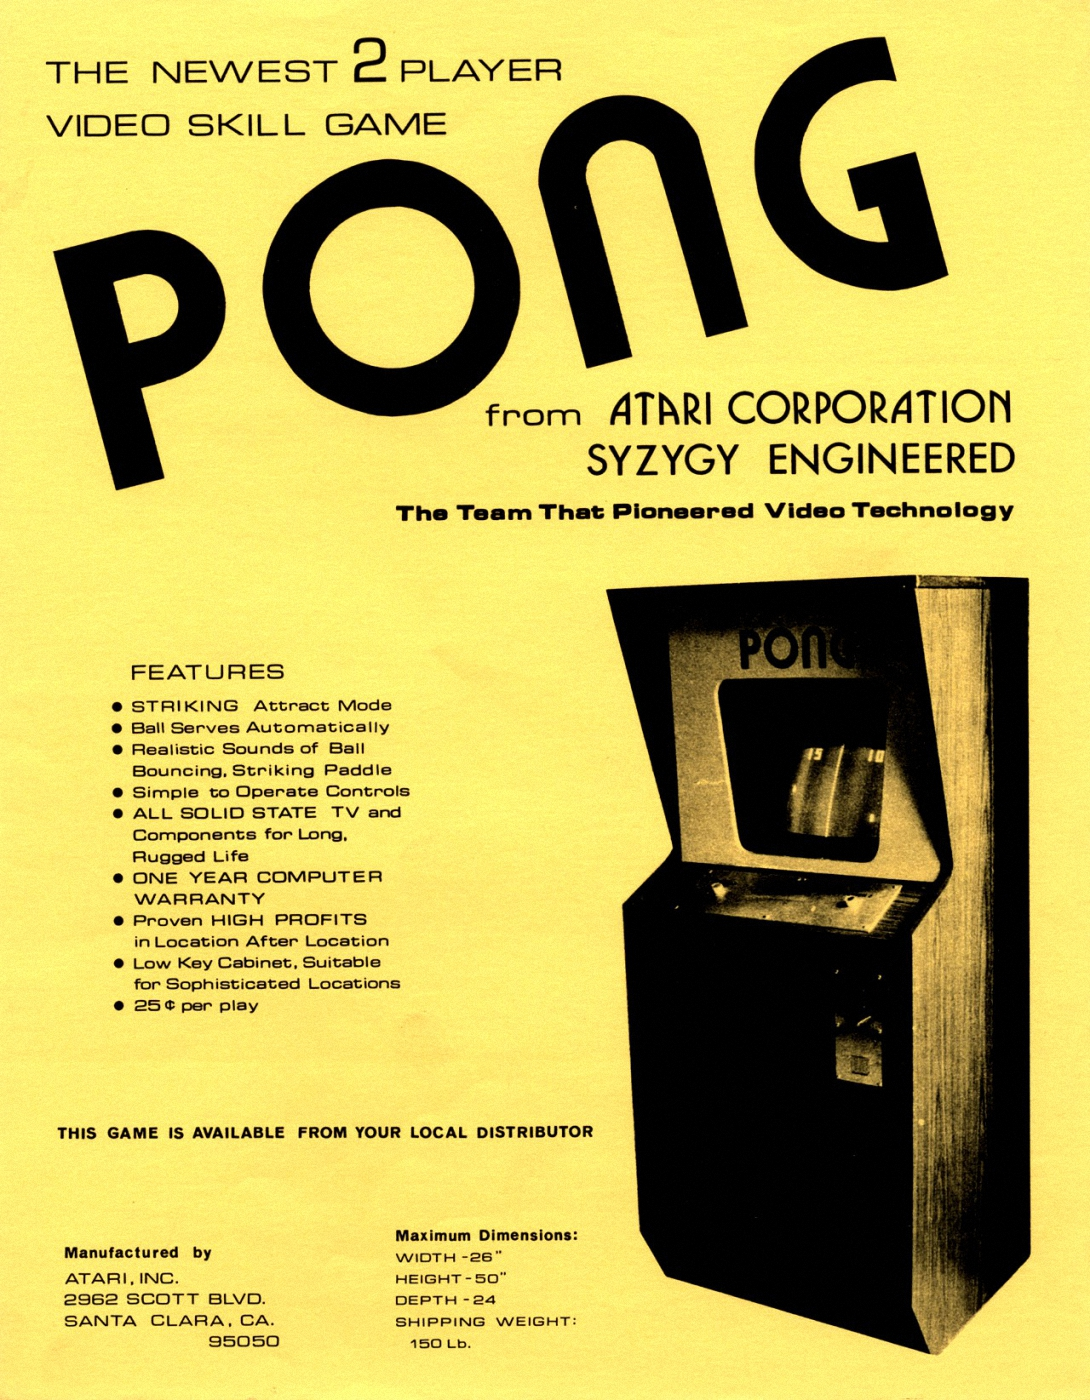 THE NEWEST 2 PLAYER
VIDEO SKILL GAME
PONG
from ATARI CORPORATION
SYZYGY ENGINEERED
The Team That Pioneered Video Technology
PONG
15 10
FEATURES
● STRIKING Attract Mode
● Ball Serves Automatically
● Realistic Sounds of Ball
Bouncing, Striking Paddle
● Simple to Operate Controls
● ALL SOLID STATE TV and
Components for Long,
Rugged Life
● ONE YEAR COMPUTER
WARRANTY
● Proven HIGH PROFITS
in Location After Location
● Low Key Cabinet, Suitable
for Sophisticated Locations
● 25¢ per play
THIS GAME IS AVAILABLE FROM YOUR LOCAL DISTRIBUTOR
Manufactured by
ATARI, INC.
2962 SCOTT BLVD.
SANTA CLARA, CA.
95050
Maximum Dimensions:
WIDTH -26"
HEIGHT-50"
DEPTH -24
SHIPPING WEIGHT:
150 Lb.